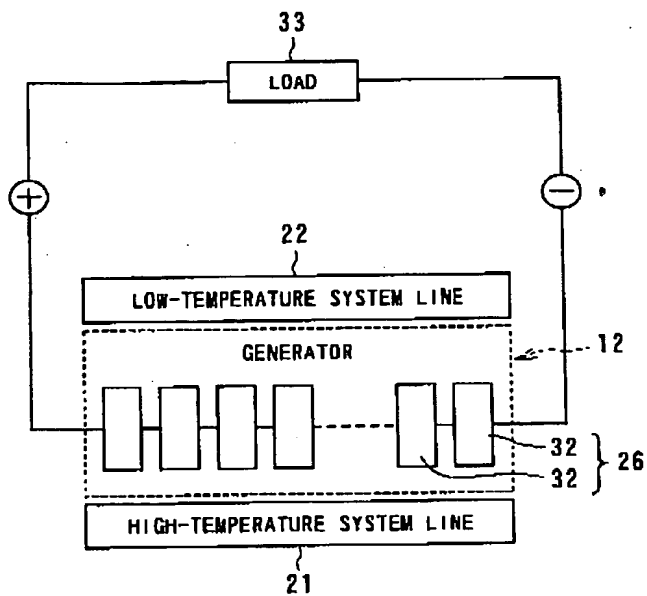 33
LOAD
+
−
22
LOW-TEMPERATURE SYSTEM LINE
GENERATOR
12
32
32
26
HIGH-TEMPERATURE SYSTEM LINE
21